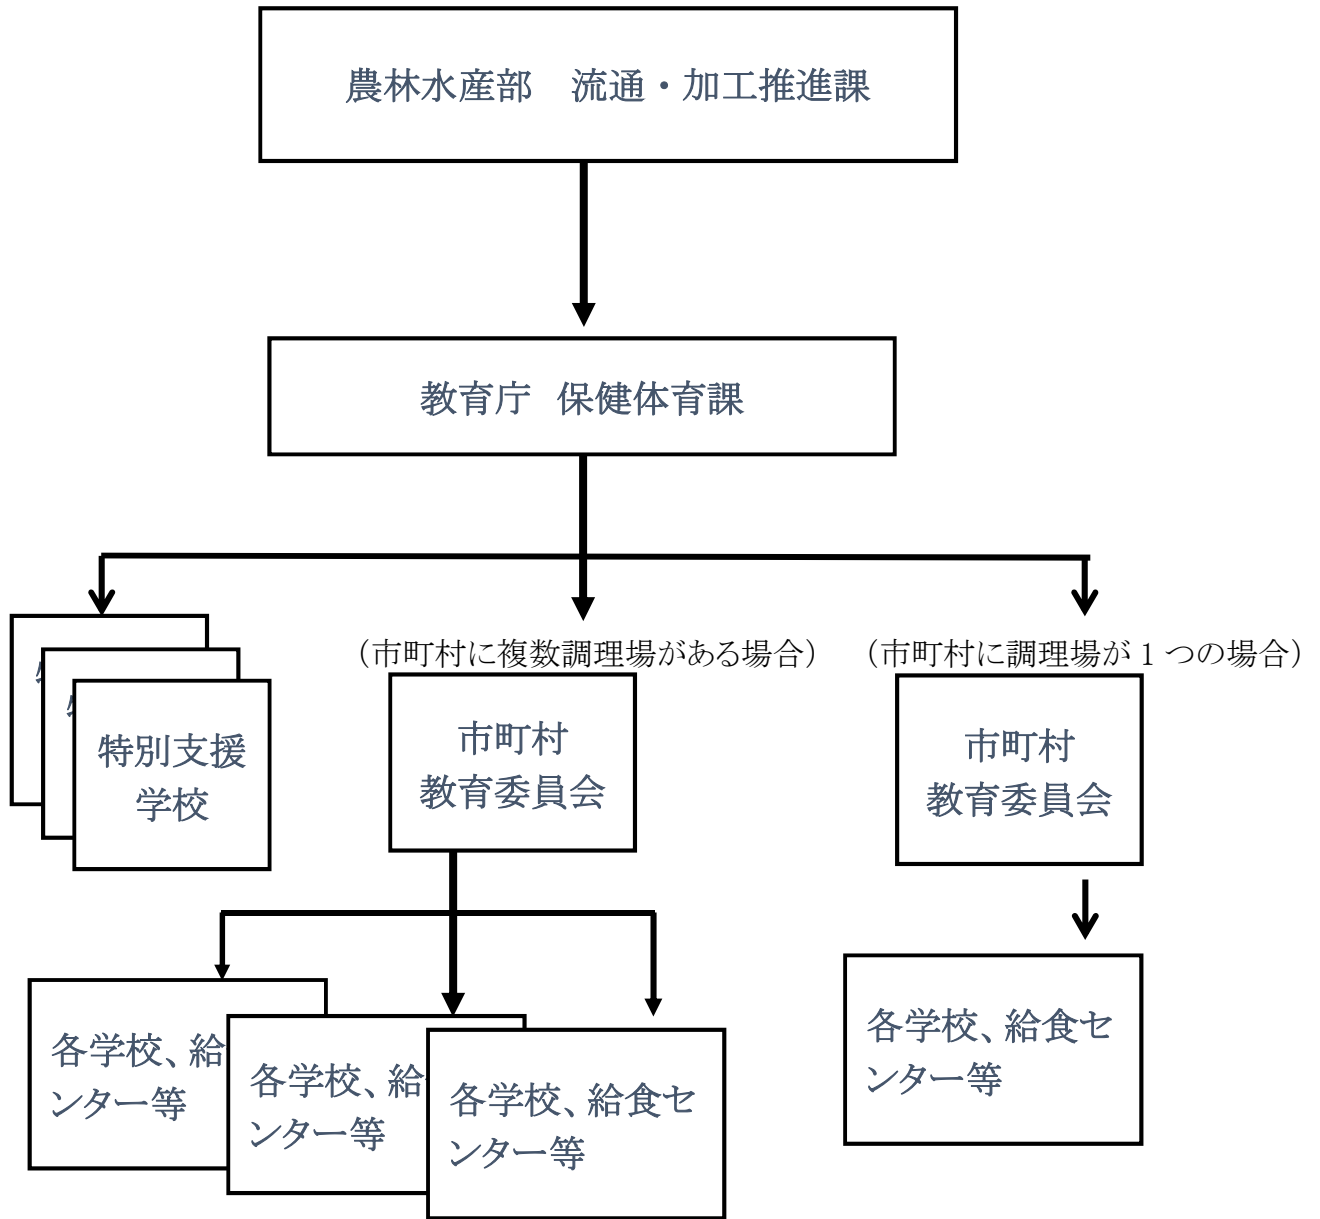 農林水産部　流通・加工推進課
教育庁　保健体育課
（市町村に複数調理場がある場合）
（市町村に調理場が１つの場合）
特別支援
学校
市町村
教育委員会
市町村
教育委員会
各学校、給
ンター等
各学校、給
ンター等
各学校、給食セ
ンター等
各学校、給食セ
ンター等